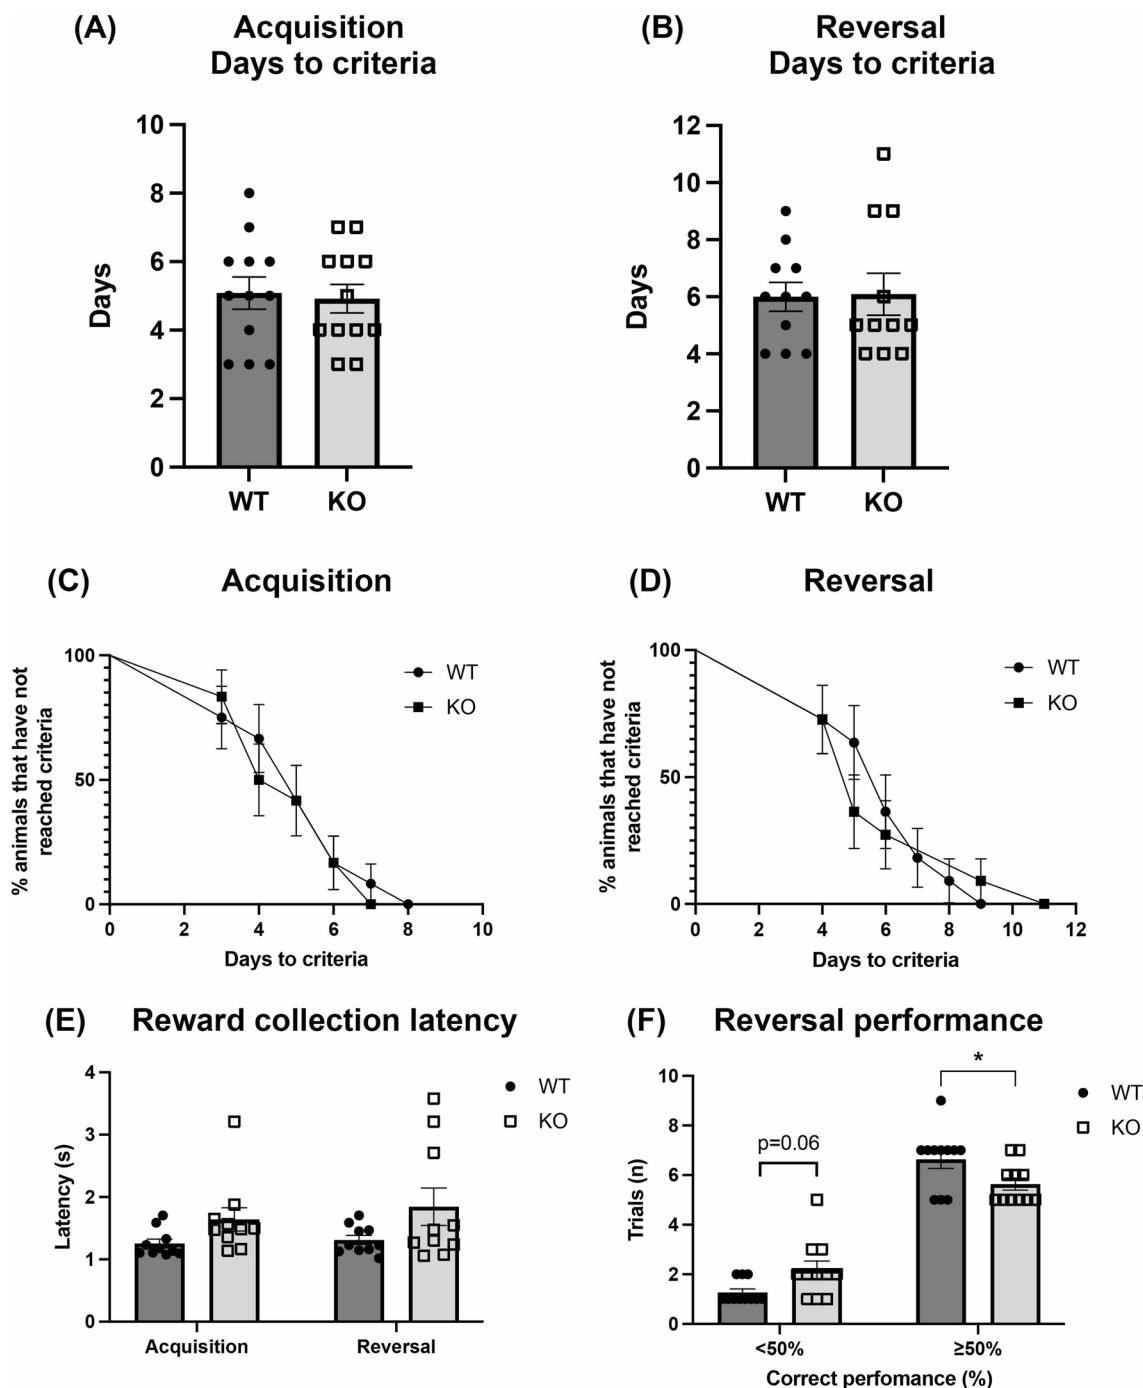 (A) Acquisition
Days to criteria
10
8
6
4
2
0
Days
WT KO
(B) Reversal
Days to criteria
12
10
8
6
4
2
0
Days
WT KO
(C) Acquisition
100
50
0
% animals that have not
reached criteria
WT
KO
0 2 4 6 8 10
Days to criteria
(D) Reversal
100
50
0
% animals that have not
reached criteria
WT
KO
0 2 4 6 8 10 12
Days to criteria
(E) Reward collection latency
4
3
2
1
0
Latency (s)
WT
KO
Acquisition Reversal
(F) Reversal performance
10
8
6
4
2
0
Trials (n)
p=0.06
*
WT
KO
<50% ≥50%
Correct perfomance (%)